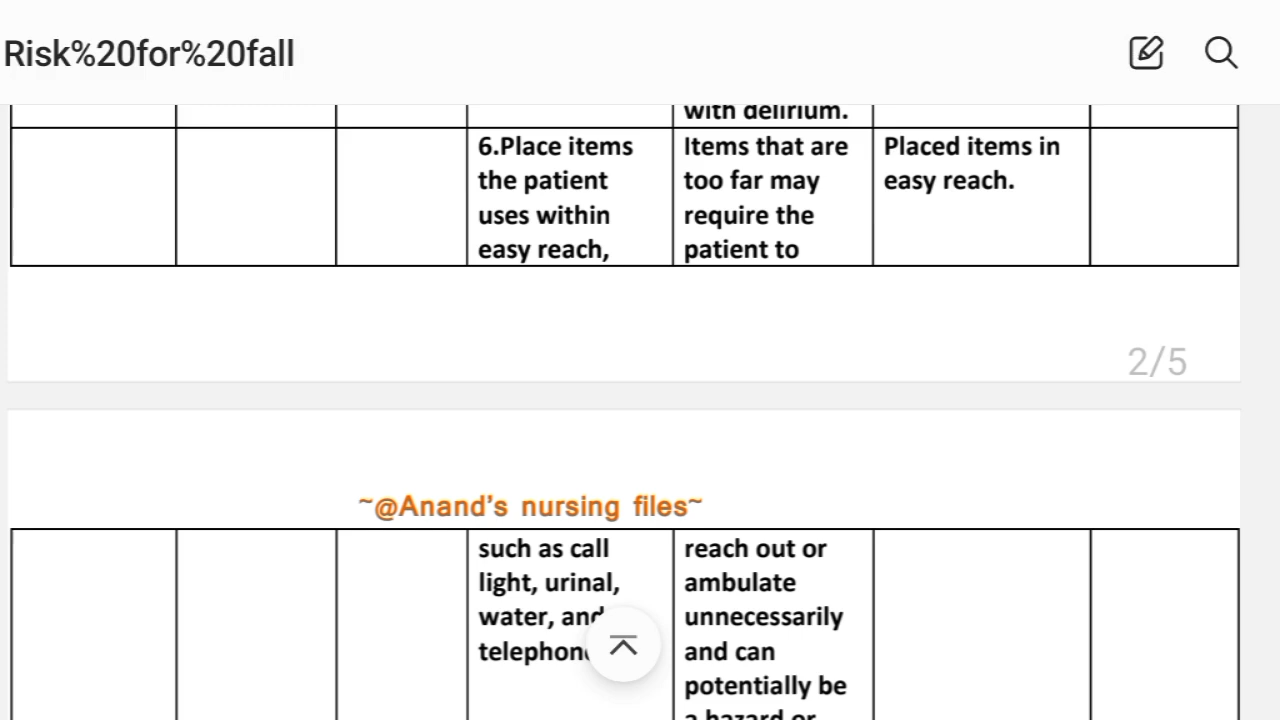 Risk%20for%20fall
with delirium.
6.Place items
the patient
uses within
easy reach,
Items that are
too far may
require the
patient to
Placed items in
easy reach.
2/5
~@Anand's nursing files~
such as call
light, urinal,
water, and
telephone
reach out or
ambulate
unnecessarily
and can
potentially be
a hazard or